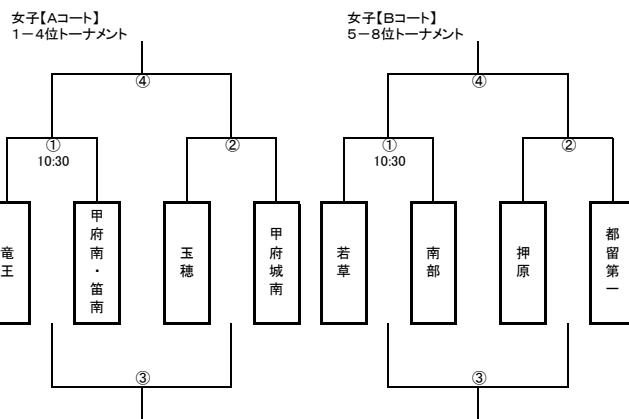 女子【Aコート】
1－4位トーナメント
④
①
10:30
②
竜王
甲府南・笛南
玉穂
甲府城南
③
女子【Bコート】
5－8位トーナメント
④
①
10:30
②
若草
南部
押原
都留第一
③